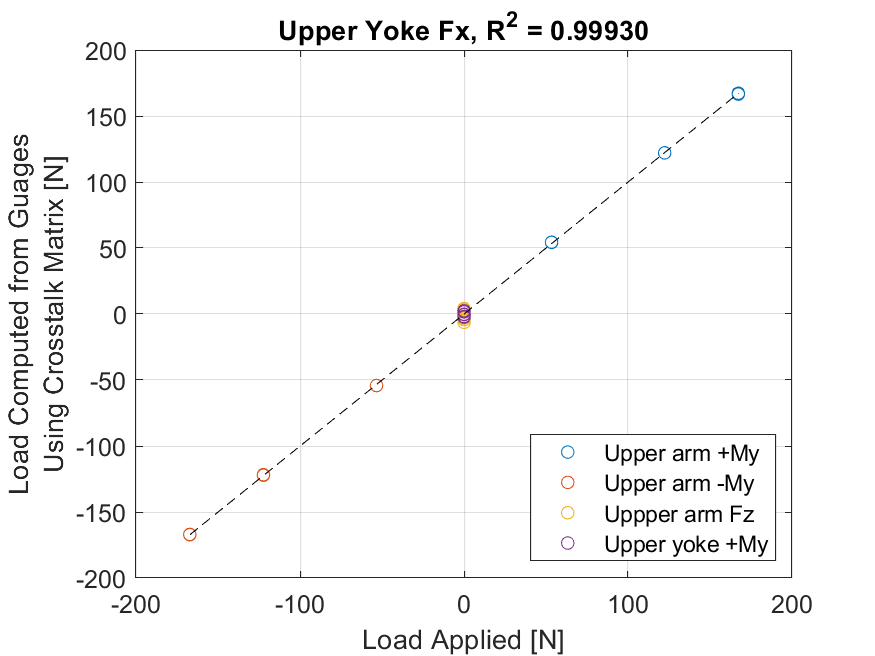 Upper Yoke Fx, R2 = 0.99930
Load Computed from Guages
Using Crosstalk Matrix [N]
200
150
100
50
0
-50
-100
-150
-200
-200
-100
0
100
200
Load Applied [N]
Upper arm +My
Upper arm -My
Uppper arm Fz
Upper yoke +My